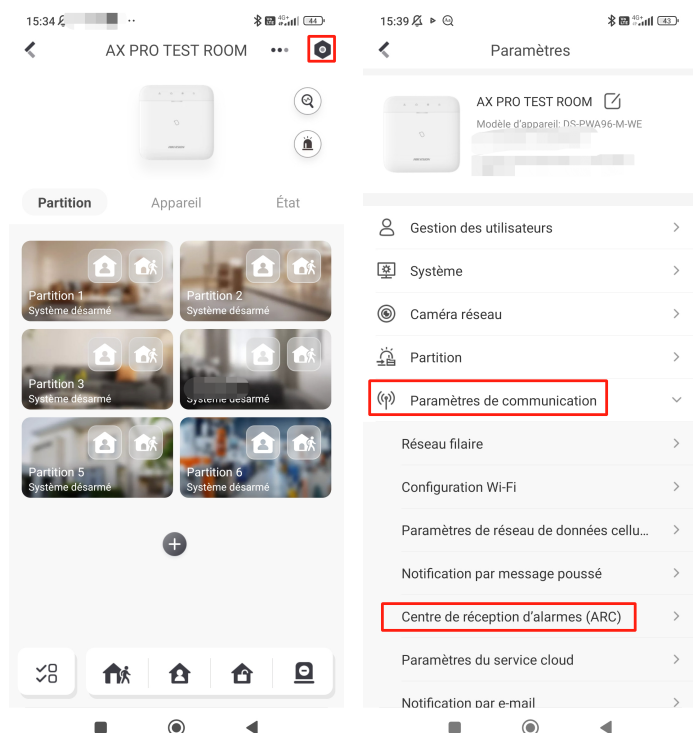 15:34
44
AX PRO TEST ROOM
Partition
Appareil
État
Partition 1
Système désarmé
Partition 2
Système désarmé
Partition 3
Système désarmé
Système désarmé
Partition 5
Système désarmé
Partition 6
Système désarmé
15:39
4G+
43
Paramètres
AX PRO TEST ROOM
Modèle d'appareil: DS-PWA96-M-WE
HIKVISION
Gestion des utilisateurs
Système
Caméra réseau
Partition
Paramètres de communication
Réseau filaire
Configuration Wi-Fi
Paramètres de réseau de données cellu...
Notification par message poussé
Centre de réception d'alarmes (ARC)
Paramètres du service cloud
Notification par e-mail